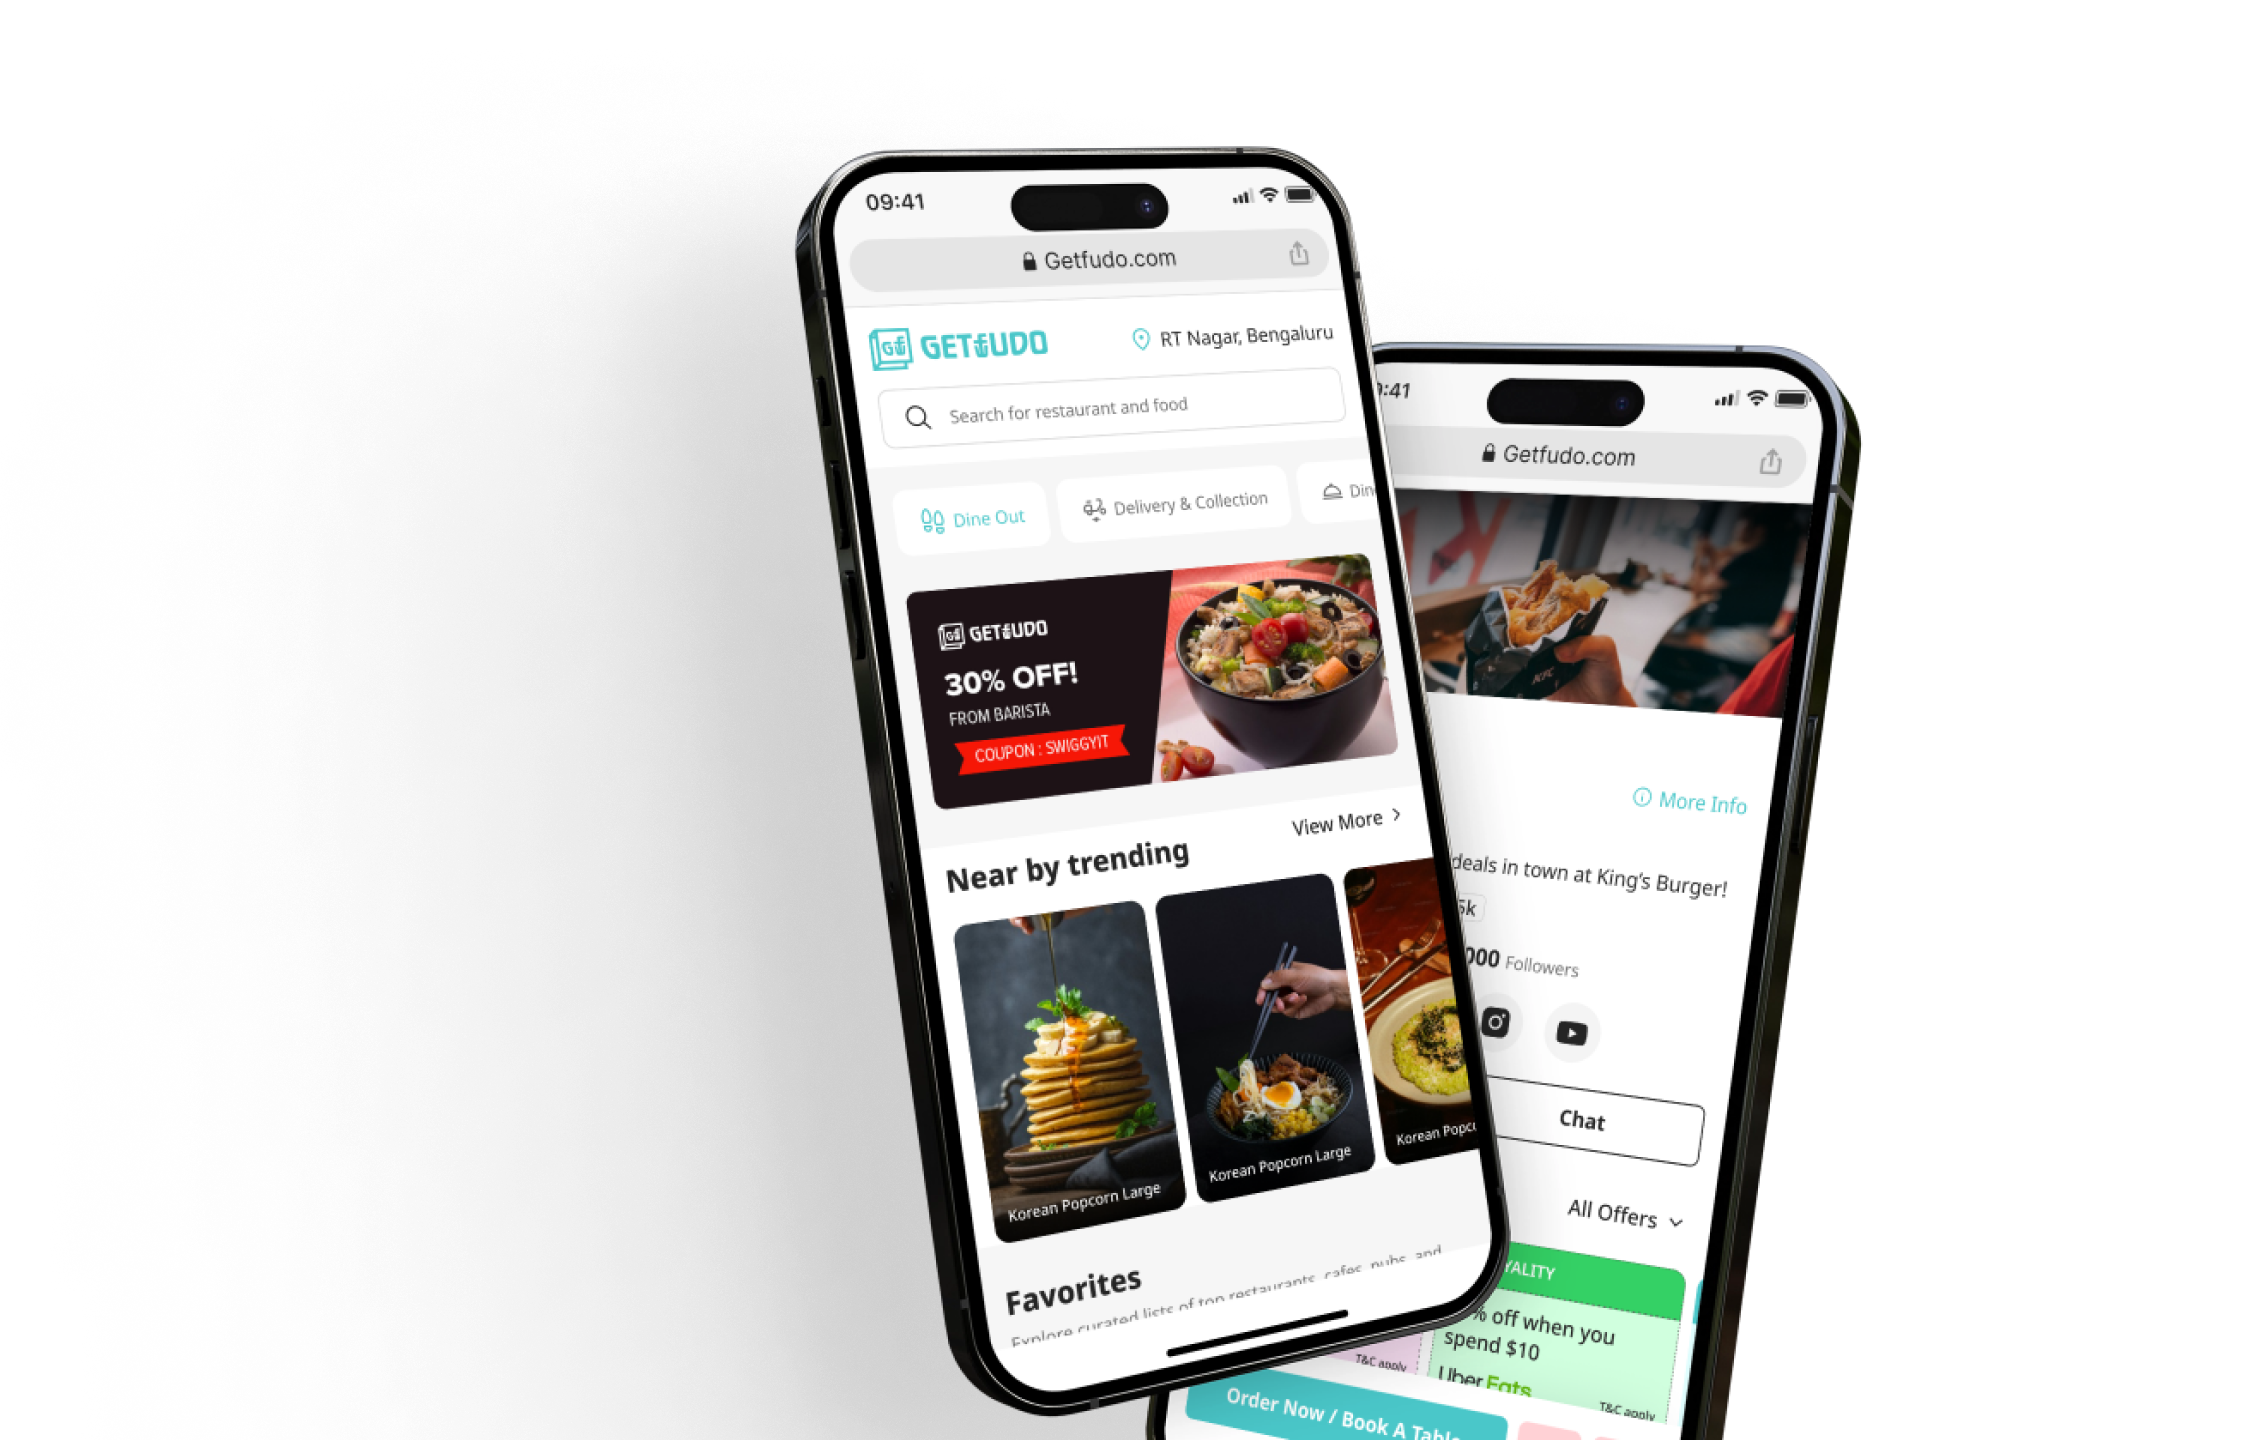 09:41
Getfudo.com
Gf GETfUDO
RT Nagar, Bengaluru
Search for restaurant and food
Dine Out
Delivery & Collection
Gf GETfUDO
30% OFF!
FROM BARISTA
COUPON : SWIGGYIT
View More
Near by trending
Korean Popcorn Large
Korean Popcorn Large
Korean
Favorites
Explore curated lists of top restaurants, cafes, pubs, and
:41
Getfudo.com
KFC
More Info
deals in town at King's Burger!
5k
000 Followers
Chat
All Offers
YALITY
% off when you
spend $10
Uber Eats
T&C apply
T&C apply
Order Now / Book A Table